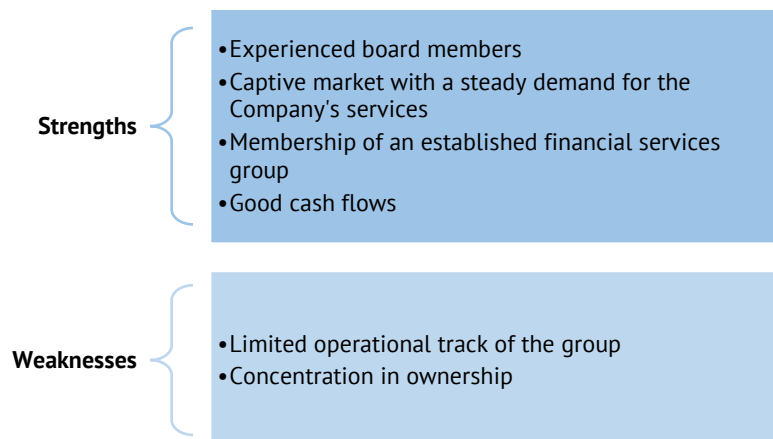 Strengths
•Experienced board members
•Captive market with a steady demand for the
Company's services
•Membership of an established financial services
group
•Good cash flows
Weaknesses
•Limited operational track of the group
•Concentration in ownership